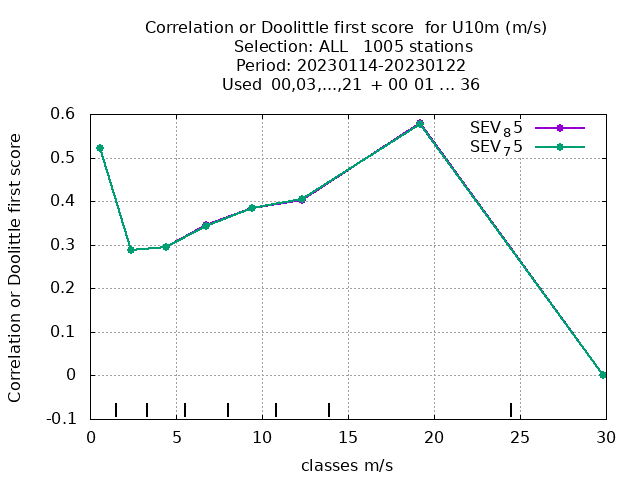 Correlation or Doolittle first score  for U10m (m/s)
Selection: ALL   1005 stations
Period: 20230114-20230122
Used  00,03,...,21  + 00 01 ... 36
SEV₈5
SEV₇5
Correlation or Doolittle first score
0.6
0.5
0.4
0.3
0.2
0.1
0
-0.1
0 5 10 15 20 25 30
classes m/s